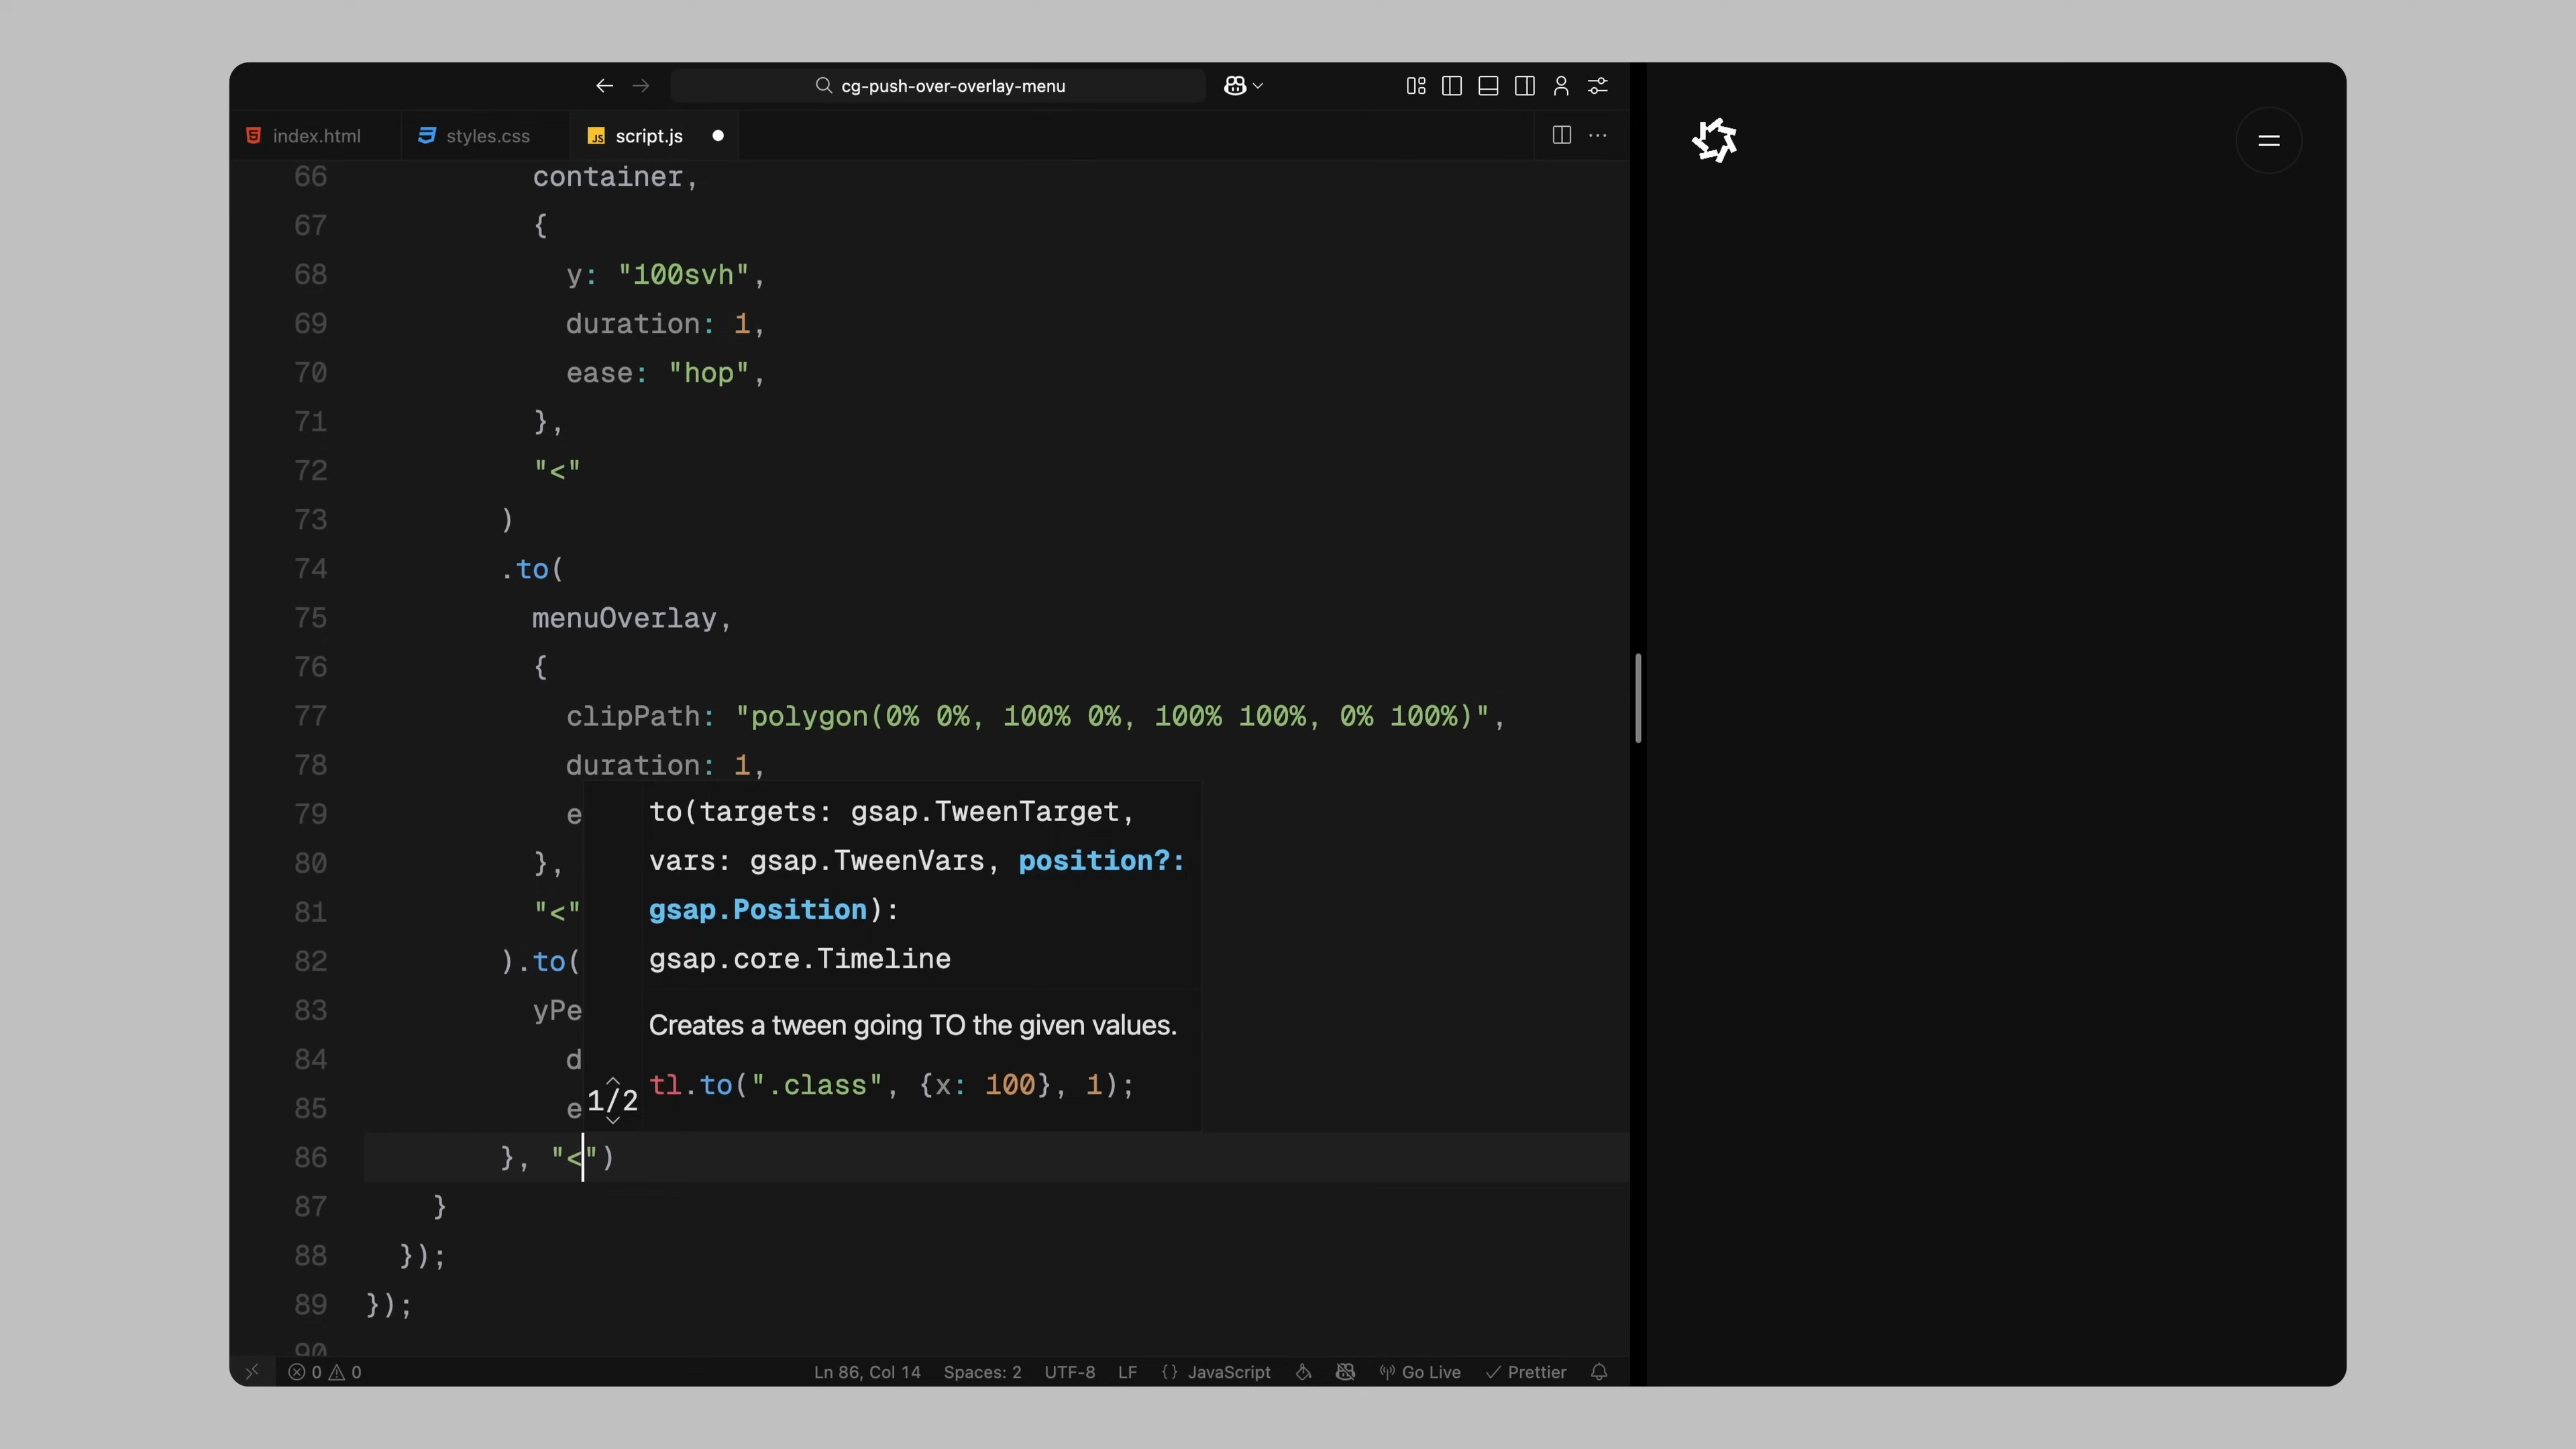 cg-push-over-overlay-menu
index.html
styles.css
JS script.js
66 container,
67 {
68 y: "100svh",
69 duration: 1,
70 ease: "hop",
71 },
72 "<"
73 )
74 .to(
75 menuOverlay,
76 {
77 clipPath: "polygon(0% 0%, 100% 0%, 100% 100%, 0% 100%)",
78 duration: 1,
79 e
80 },
81 "<"
82 ).to(
83 yPe
84 d
85 e
to(targets: gsap.TweenTarget,
vars: gsap.TweenVars, position?:
gsap.Position):
gsap.core.Timeline
Creates a tween going TO the given values.
tl.to(".class", {x: 100}, 1);
1/2
86 }, "<")
87 }
88 });
89 });
90
0 0 Ln 86, Col 14 Spaces: 2 UTF-8 LF {} JavaScript Go Live Prettier